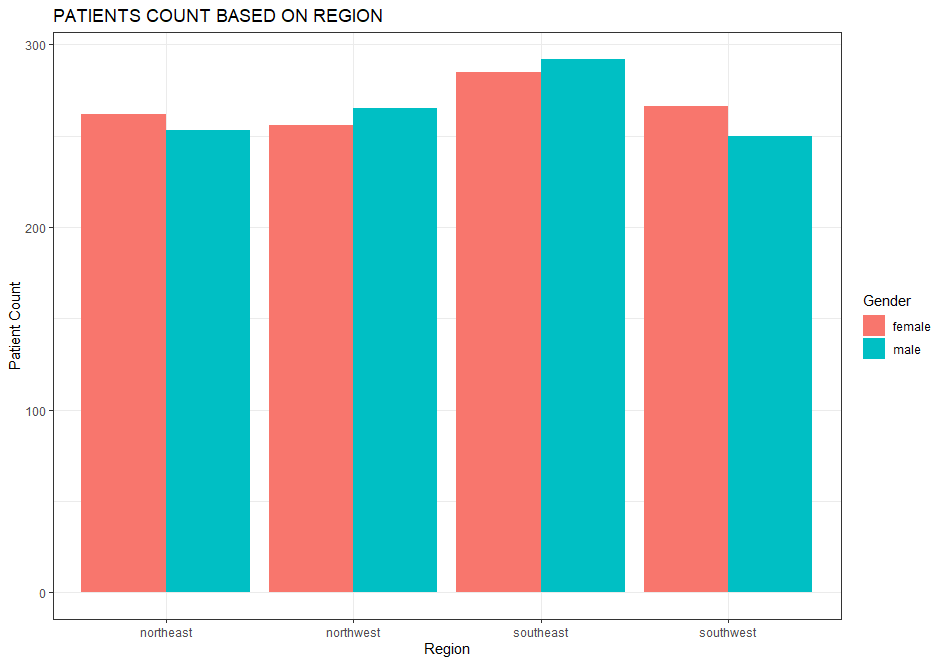 PATIENTS COUNT BASED ON REGION
300
200
100
0
Patient Count
northeast
northwest
southeast
southwest
Region
Gender
female
male